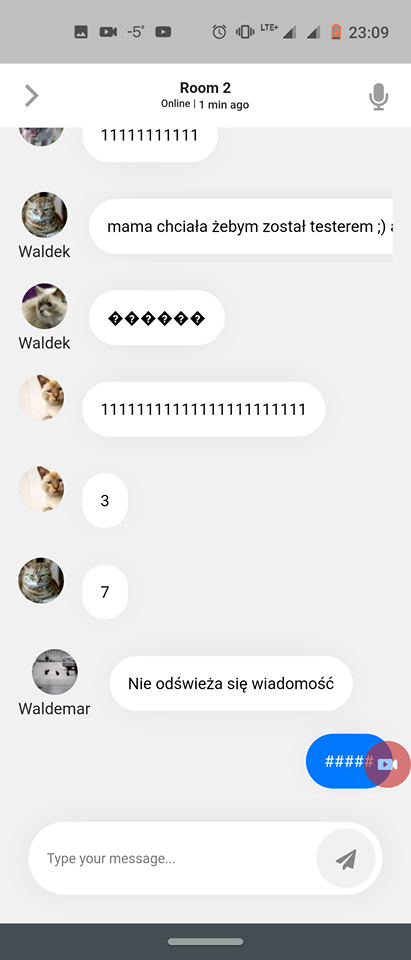 -5° LTE+ 23:09
Room 2
Online | 1 min ago
11111111111
mama chciała żebym został testerem ;)
Waldek
������
Waldek
11111111111111111111111
3
7
Nie odświeża się wiadomość
Waldemar
#####
Type your message...